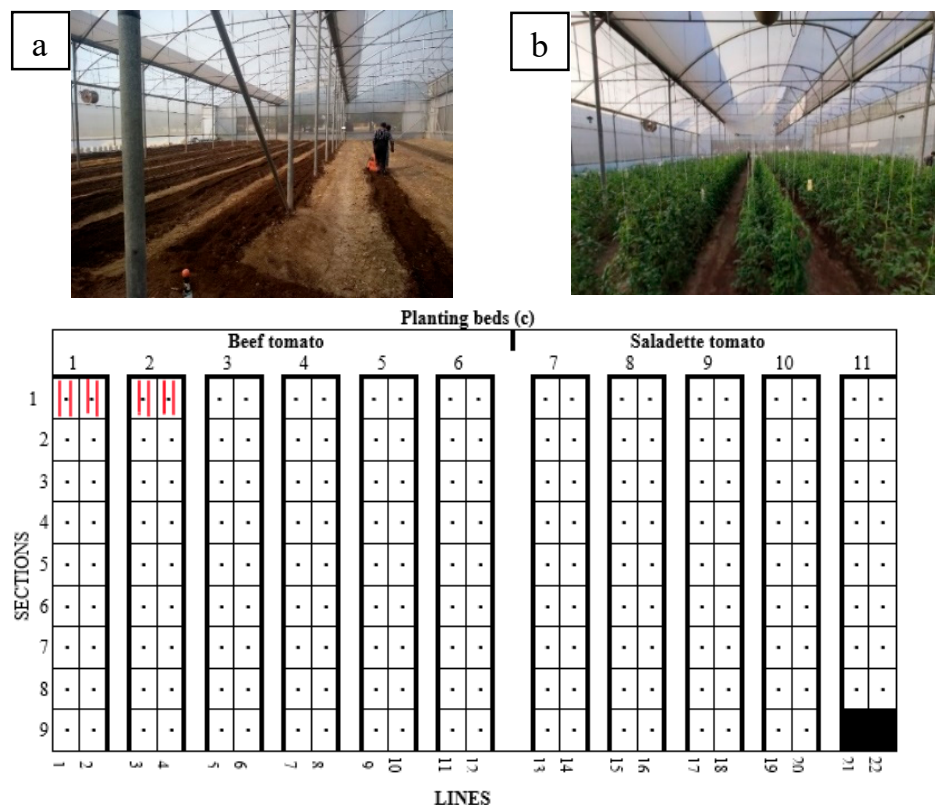 a
b
Planting beds (c)
Beef tomato Saladette tomato
1 2 3 4 5 6 7 8 9 10 11
1
2
3
4
5
6
7
8
9
SECTIONS
1 2 3 4 5 6 7 8 9 10 11 12 13 14 15 16 17 18 19 20 21 22
LINES